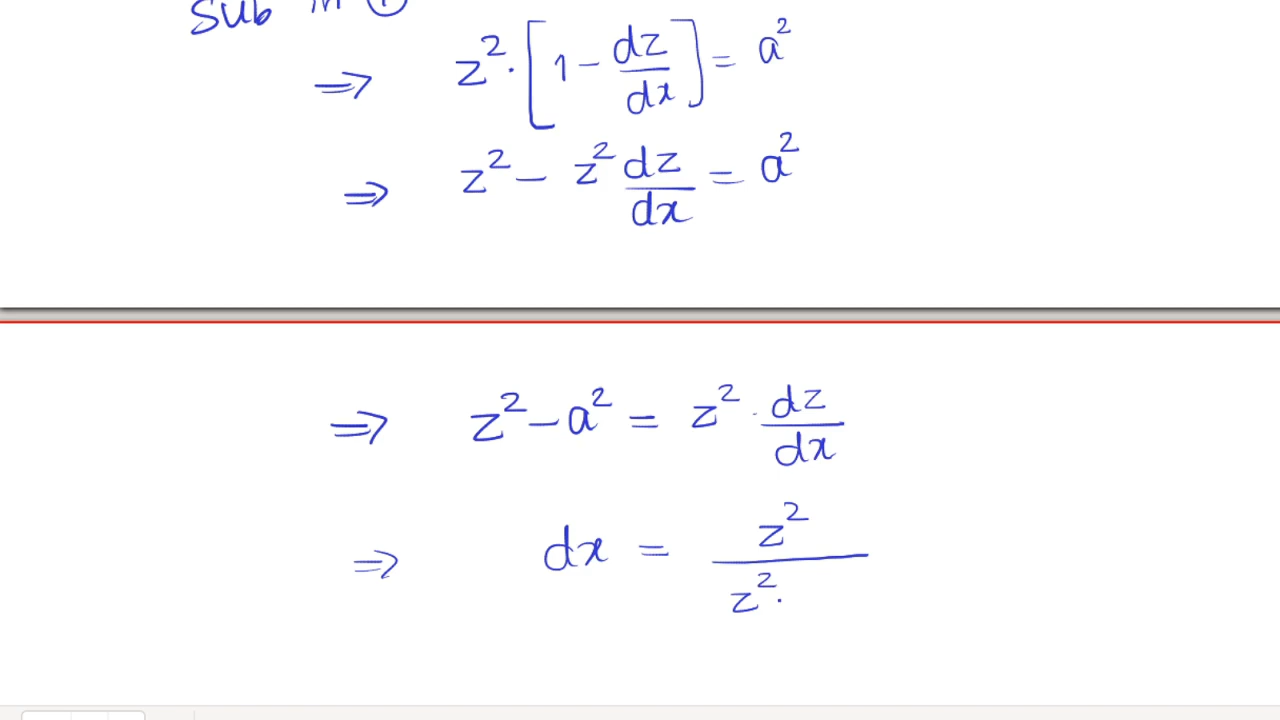 Sub in ①
⇒ z². [1 - dz/dx] = a²
⇒ z² - z² dz/dx = a²
⇒ z² - a² = z² . dz/dx
⇒ dx = z²/z².